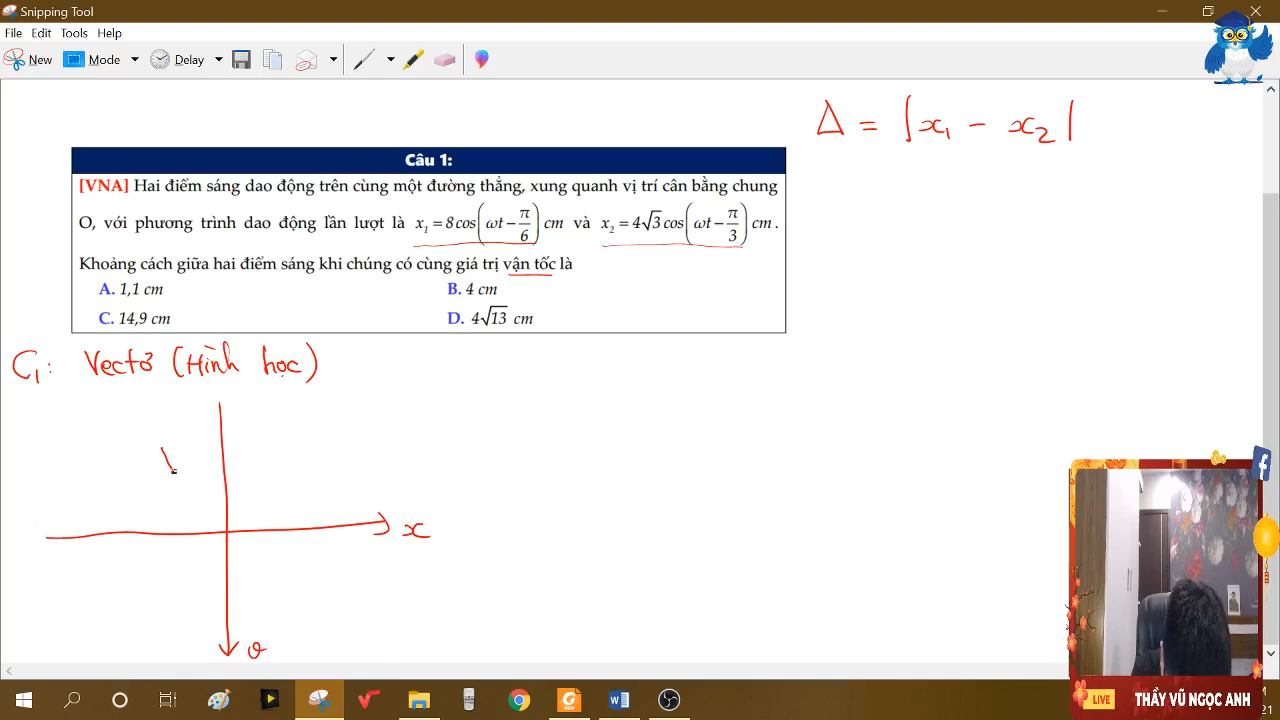 Snipping Tool
File Edit Tools Help
New Mode Delay
Δ = |x₁ − x₂|
Câu 1:
[VNA] Hai điểm sáng dao động trên cùng một đường thẳng, xung quanh vị trí cân bằng chung
O, với phương trình dao động lần lượt là x₁ = 8cos(ωt − π/6) cm và x₂ = 4√3cos(ωt − π/3) cm.
Khoảng cách giữa hai điểm sáng khi chúng có cùng giá trị vận tốc là
A. 1,1 cm B. 4 cm
C. 14,9 cm D. 4√13 cm
C₁: Vectơ (Hình học)
x
v
LIVE THẦY VŨ NGỌC ANH